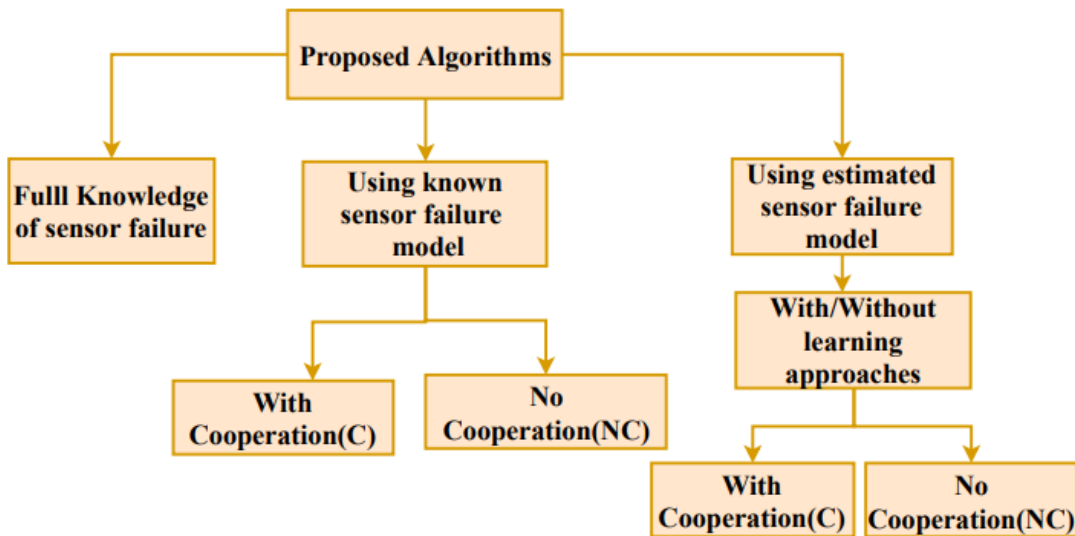 Proposed Algorithms
Fulll Knowledge
of sensor failure
Using known
sensor failure
model
Using estimated
sensor failure
model
With/Without
learning
approaches
With
Cooperation(C)
No
Cooperation(NC)
With
Cooperation(C)
No
Cooperation(NC)